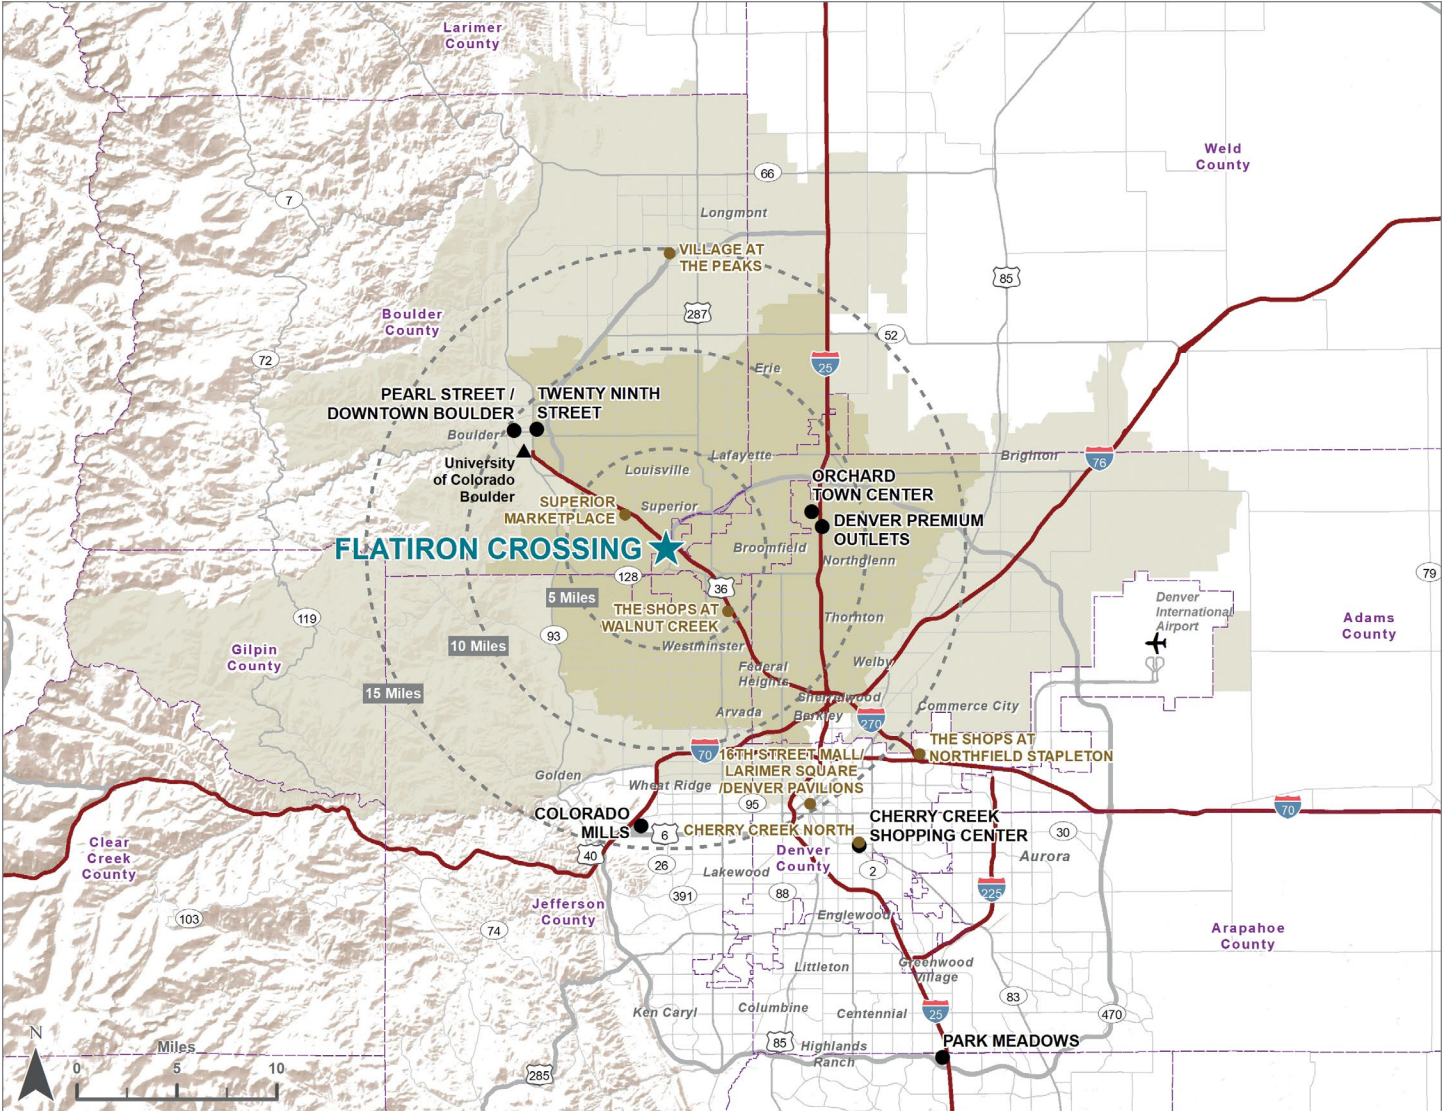 Larimer
County
Weld
County
66
7
Longmont
VILLAGE AT
THE PEAKS
85
287
Boulder
County
52
72
25
Erie
PEARL STREET /
DOWNTOWN BOULDER
TWENTY NINTH
STREET
Boulder
Lafayette
Brighton
76
University
of Colorado
Boulder
Louisville
ORCHARD
TOWN CENTER
SUPERIOR
MARKETPLACE
Superior
DENVER PREMIUM
OUTLETS
FLATIRON CROSSING
Broomfield
Northglenn
128
36
79
5 Miles
THE SHOPS AT
WALNUT CREEK
Denver
International
Airport
119
Thornton
Adams
County
93
10 Miles
Westminster
Gilpin
County
Federal
Heights
Welby
15 Miles
Sherrelwood
Commerce City
Arvada
Berkley
270
70
16TH STREET MALL/
LARIMER SQUARE
/DENVER PAVILIONS
THE SHOPS AT
NORTHFIELD STAPLETON
Golden
Wheat Ridge
95
70
COLORADO
MILLS
6
CHERRY CREEK NORTH
CHERRY CREEK
SHOPPING CENTER
30
Clear
Creek
County
40
26
Denver
County
Aurora
Lakewood
2
391
88
225
Jefferson
County
103
74
Englewood
Arapahoe
County
Littleton
Greenwood
Village
83
Ken Caryl
Columbine
Centennial
25
470
N
Miles
0
5
10
85
Highlands
Ranch
PARK MEADOWS
285